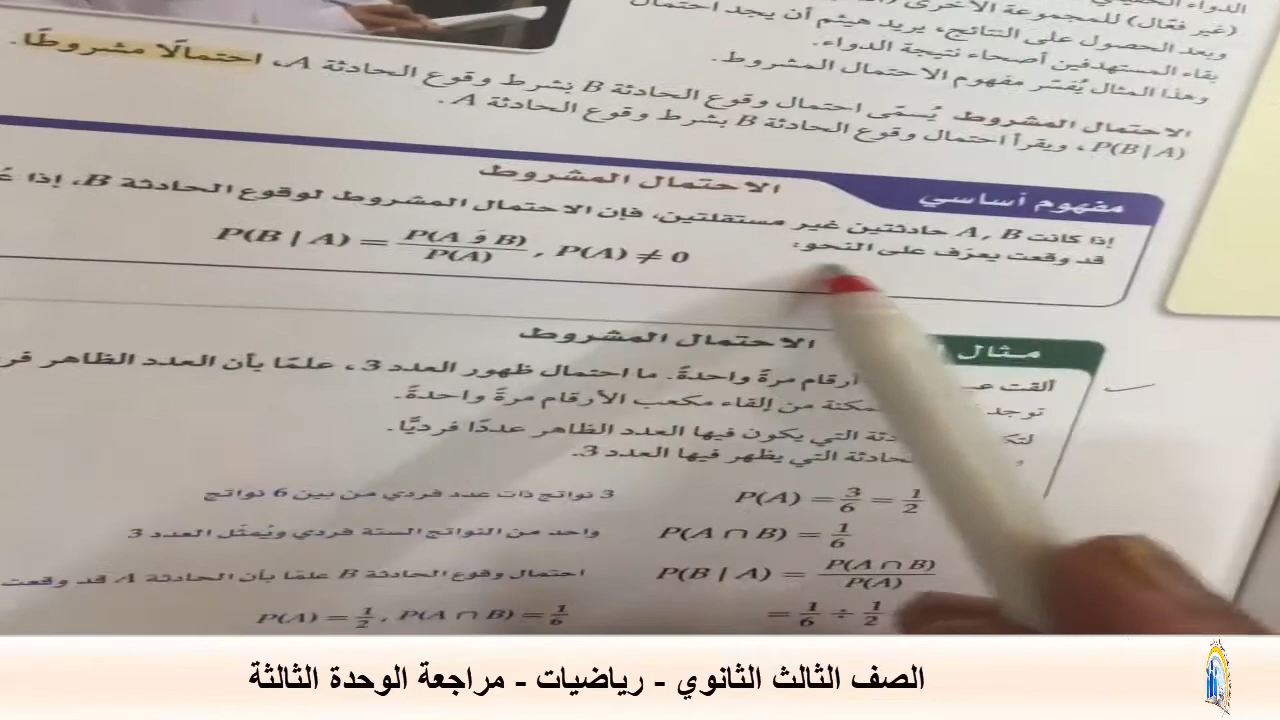 الدواء
(غير فعّال) للمجموعة الأخرى
وبعد الحصول على النتائج، يريد هيثم أن يجد احتمال
بقاء المستهدفين أصحاء نتيجة الدواء.
وهذا المثال يُفسّر مفهوم الاحتمال المشروط.
الاحتمال المشروط يُسمّى احتمال وقوع الحادثة B بشرط وقوع الحادثة A، احتمالًا مشروطًا.
P(B | A)، ويقرأ احتمال وقوع الحادثة B بشرط وقوع الحادثة A.
مفهوم أساسي
الاحتمال المشروط
إذا كانت A, B حادثتين غير مستقلتين، فإن الاحتمال المشروط لوقوع الحادثة B، إذا
قد وقعت يعرّف على النحو:
P(B | A) = P(A و B) / P(A) , P(A) ≠ 0
مثال
الاحتمال المشروط
ألقت أرقام مرةً واحدةً. ما احتمال ظهور العدد 3، علمًا بأن العدد الظاهر
توجد من إلقاء مكعب الأرقام مرةً واحدةً.
التي يكون فيها العدد الظاهر عددًا فرديًّا.
التي يظهر فيها العدد 3.
P(A) = 3/6 = 1/2
3 نواتج ذات عدد فردي من بين 6 نواتج
P(A ∩ B) = 1/6
واحد من النواتج الستة فردي ويُمثّل العدد 3
P(B | A) = P(A ∩ B) / P(A)
احتمال وقوع الحادثة B علمًا بأن الحادثة A قد وقعت
= 1/6 ÷ 1/2
P(A) = 1/2 , P(A ∩ B) = 1/6
الصف الثالث الثانوي - رياضيات - مراجعة الوحدة الثالثة